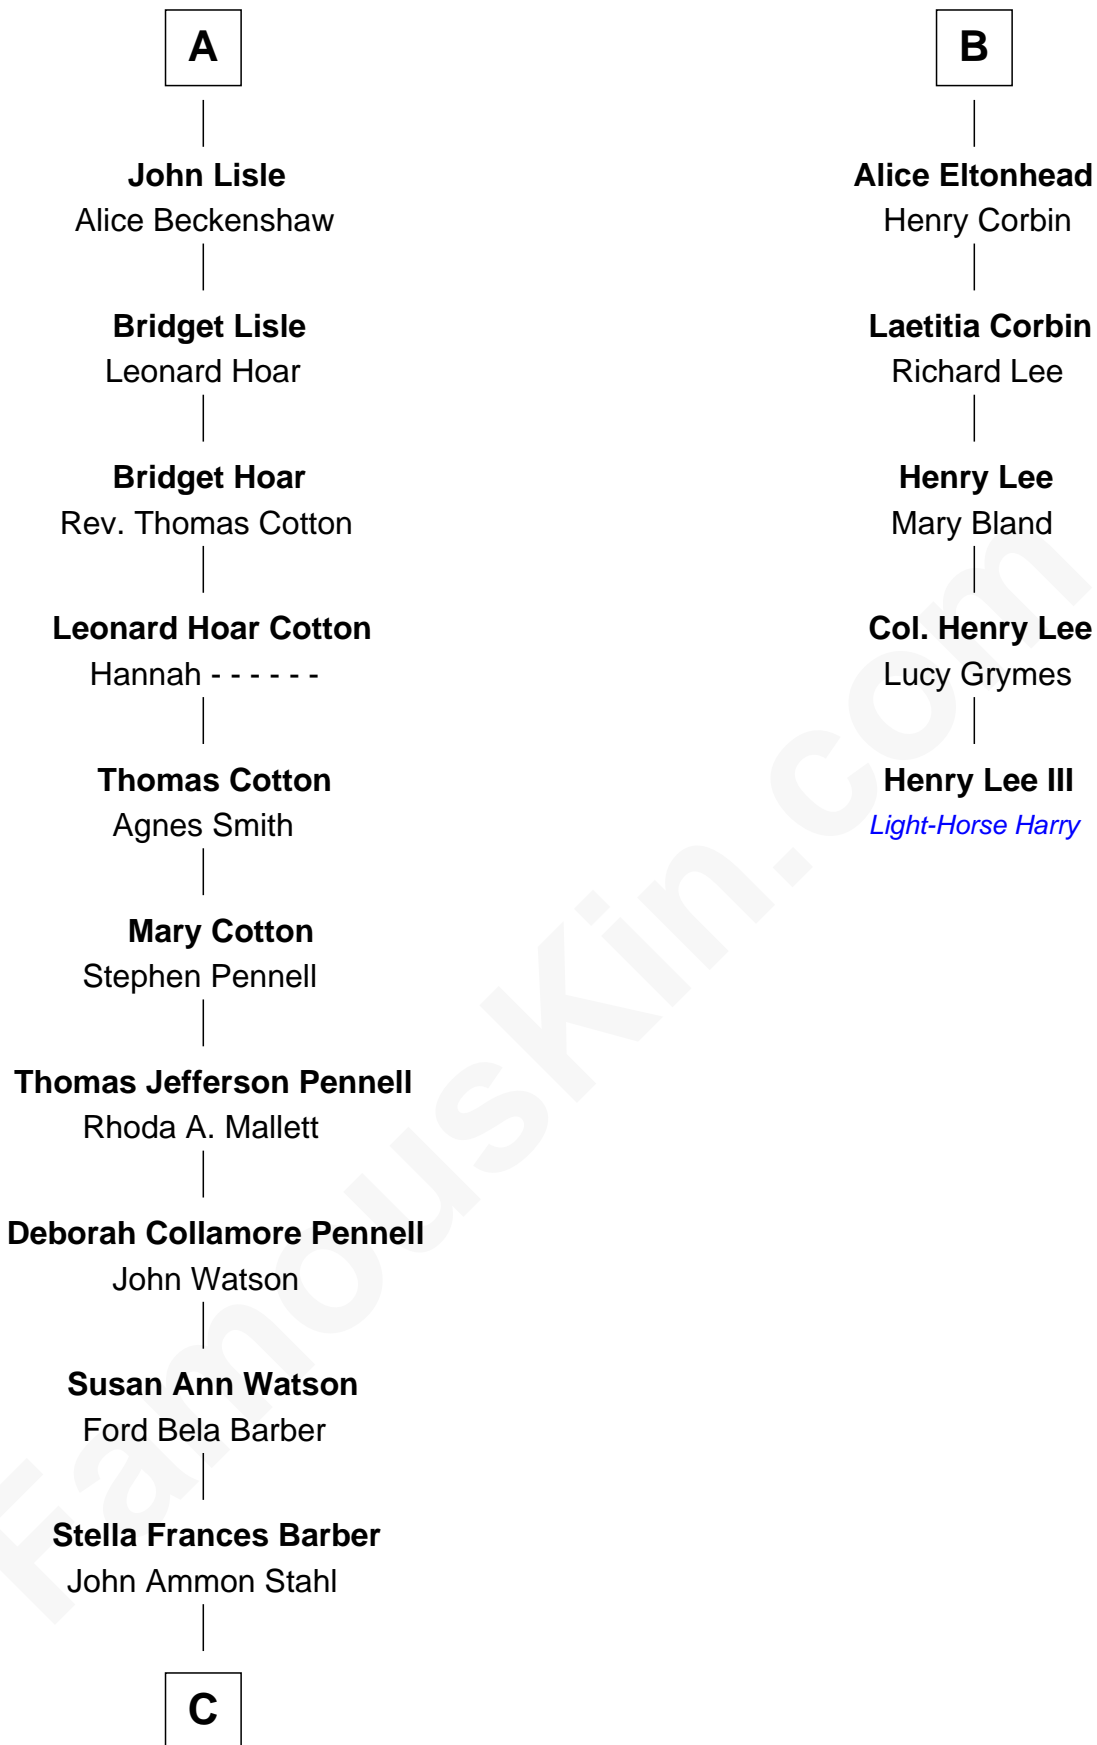 A
John Lisle
Alice Beckenshaw
Bridget Lisle
Leonard Hoar
Bridget Hoar
Rev. Thomas Cotton
Leonard Hoar Cotton
Hannah - - - - - -
Thomas Cotton
Agnes Smith
Mary Cotton
Stephen Pennell
Thomas Jefferson Pennell
Rhoda A. Mallett
Deborah Collamore Pennell
John Watson
Susan Ann Watson
Ford Bela Barber
Stella Frances Barber
John Ammon Stahl
C
B
Alice Eltonhead
Henry Corbin
Laetitia Corbin
Richard Lee
Henry Lee
Mary Bland
Col. Henry Lee
Lucy Grymes
Henry Lee III
Light-Horse Harry
FamousKin.com